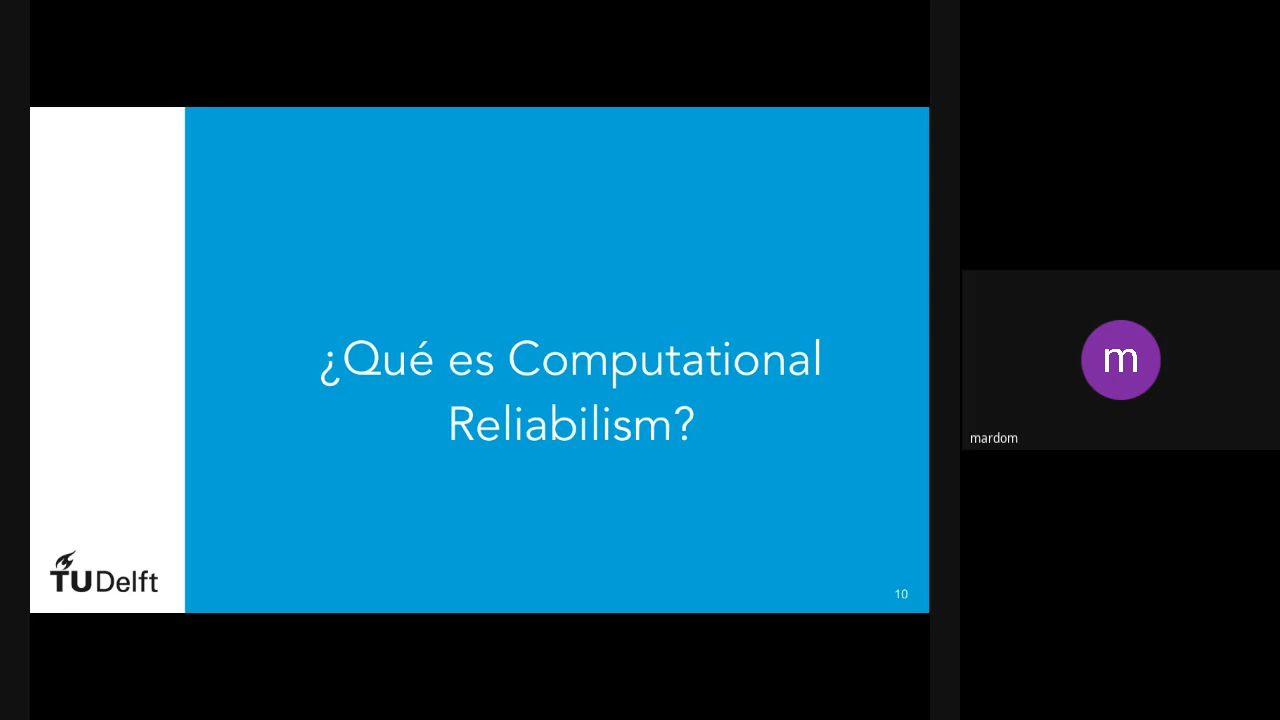 ¿Qué es Computational
Reliabilism?
TUDelft
10
m
mardom